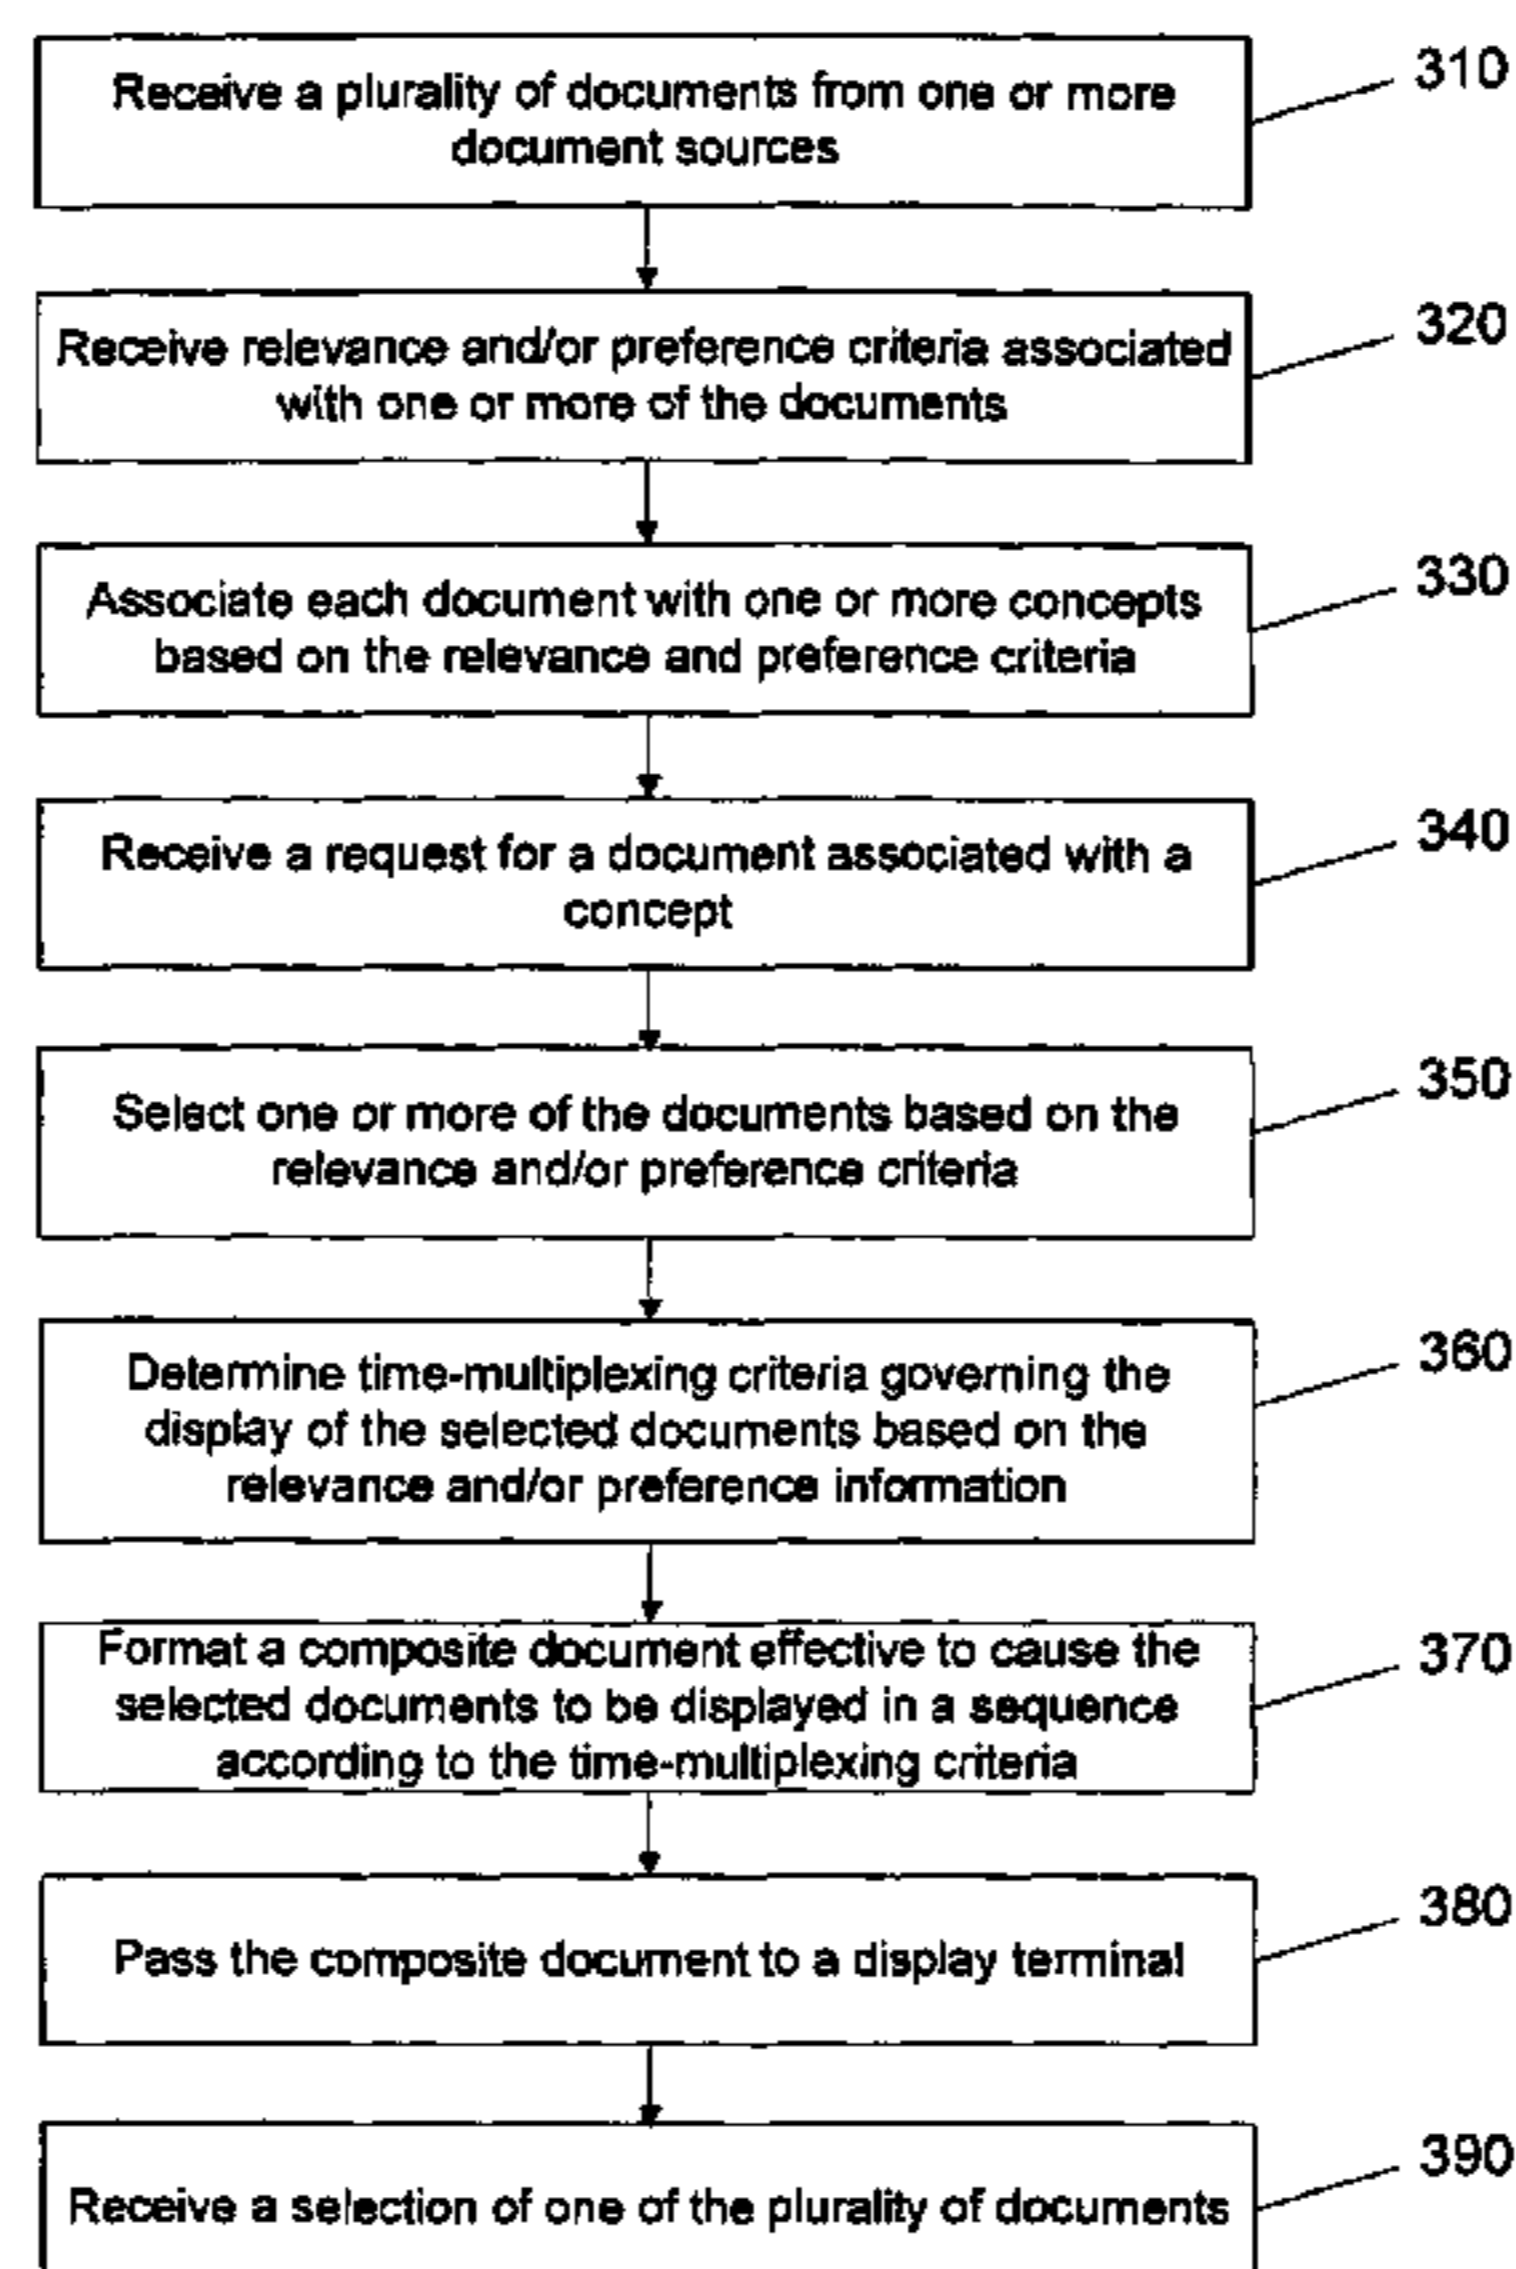 Receive a plurality of documents from one or more
document sources
310
Receive relevance and/or preference criteria associated
with one or more of the documents
320
Associate each document with one or more concepts
based on the relevance and preference criteria
330
Receive a request for a document associated with a
concept
340
Select one or more of the documents based on the
relevance and/or preference criteria
350
Determine time-multiplexing criteria governing the
display of the selected documents based on the
relevance and/or preference information
360
Format a composite document effective to cause the
selected documents to be displayed in a sequence
according to the time-multiplexing criteria
370
Pass the composite document to a display terminal
380
Receive a selection of one of the plurality of documents
390